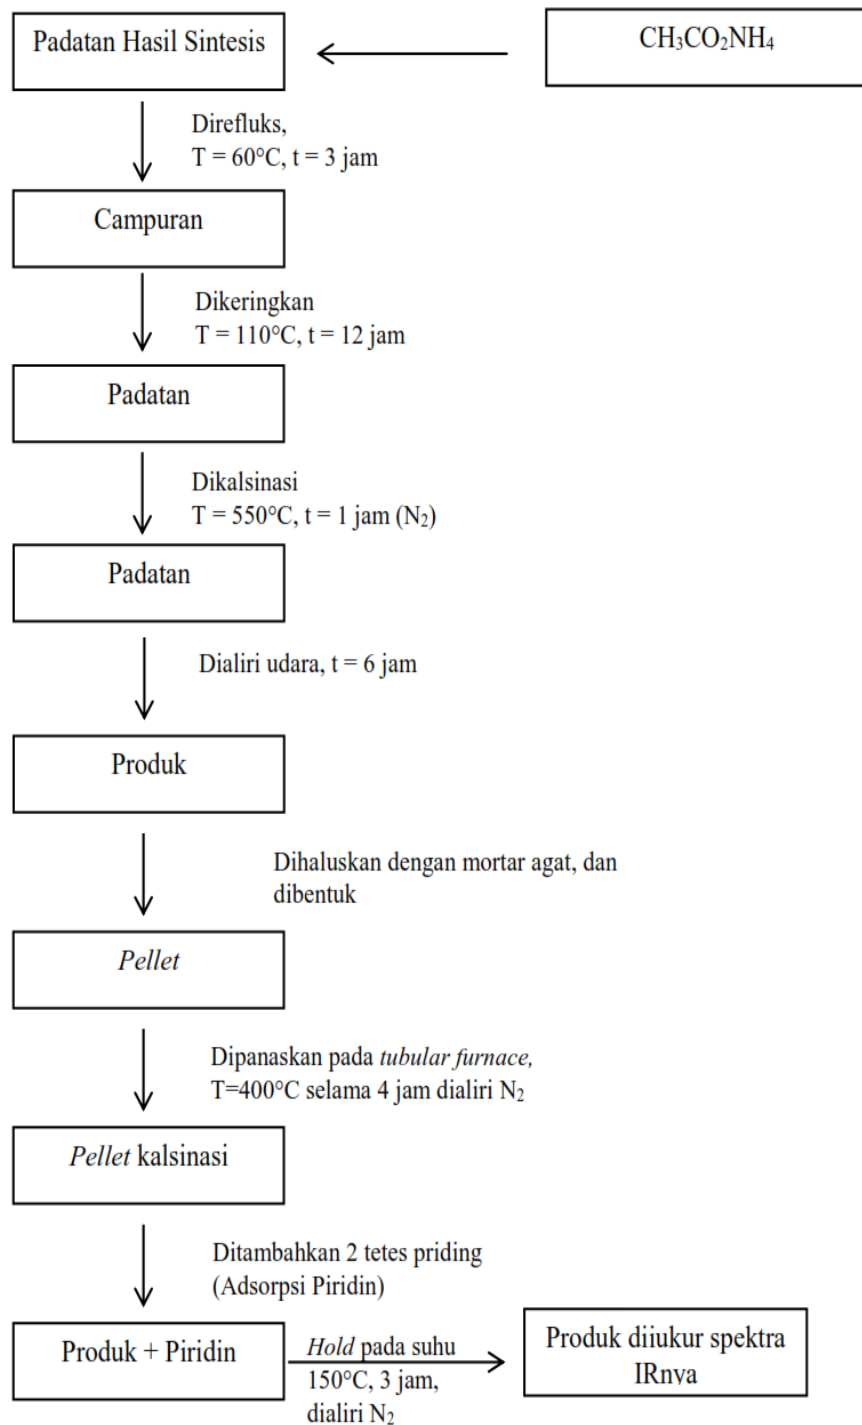 Padatan Hasil Sintesis
CH₃CO₂NH₄
Direfluks,
T = 60°C, t = 3 jam
Campuran
Dikeringkan
T = 110°C, t = 12 jam
Padatan
Dikalsinasi
T = 550°C, t = 1 jam (N₂)
Padatan
Dialiri udara, t = 6 jam
Produk
Dihaluskan dengan mortar agat, dan
dibentuk
Pellet
Dipanaskan pada tubular furnace,
T=400°C selama 4 jam dialiri N₂
Pellet kalsinasi
Ditambahkan 2 tetes priding
(Adsorpsi Piridin)
Produk + Piridin
Hold pada suhu
150°C, 3 jam,
dialiri N₂
Produk diiukur spektra
IRnya